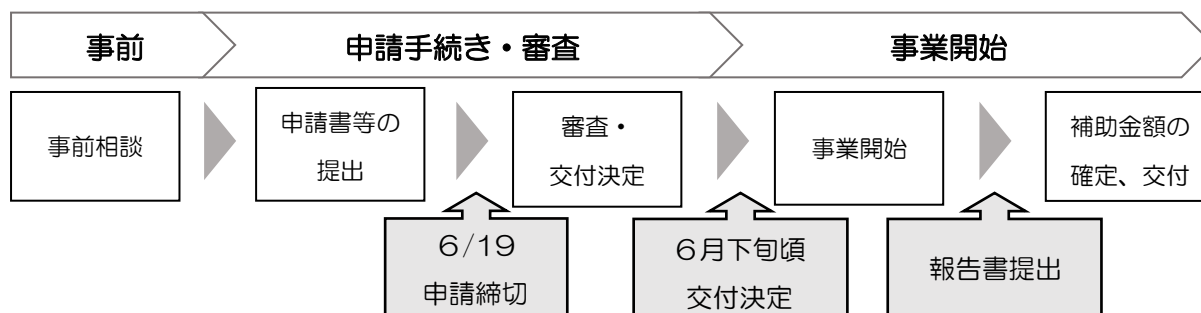 事前
申請手続き・審査
事業開始
事前相談
申請書等の
提出
審査・
交付決定
事業開始
補助金額の
確定、交付
6/19
申請締切
6月下旬頃
交付決定
報告書提出